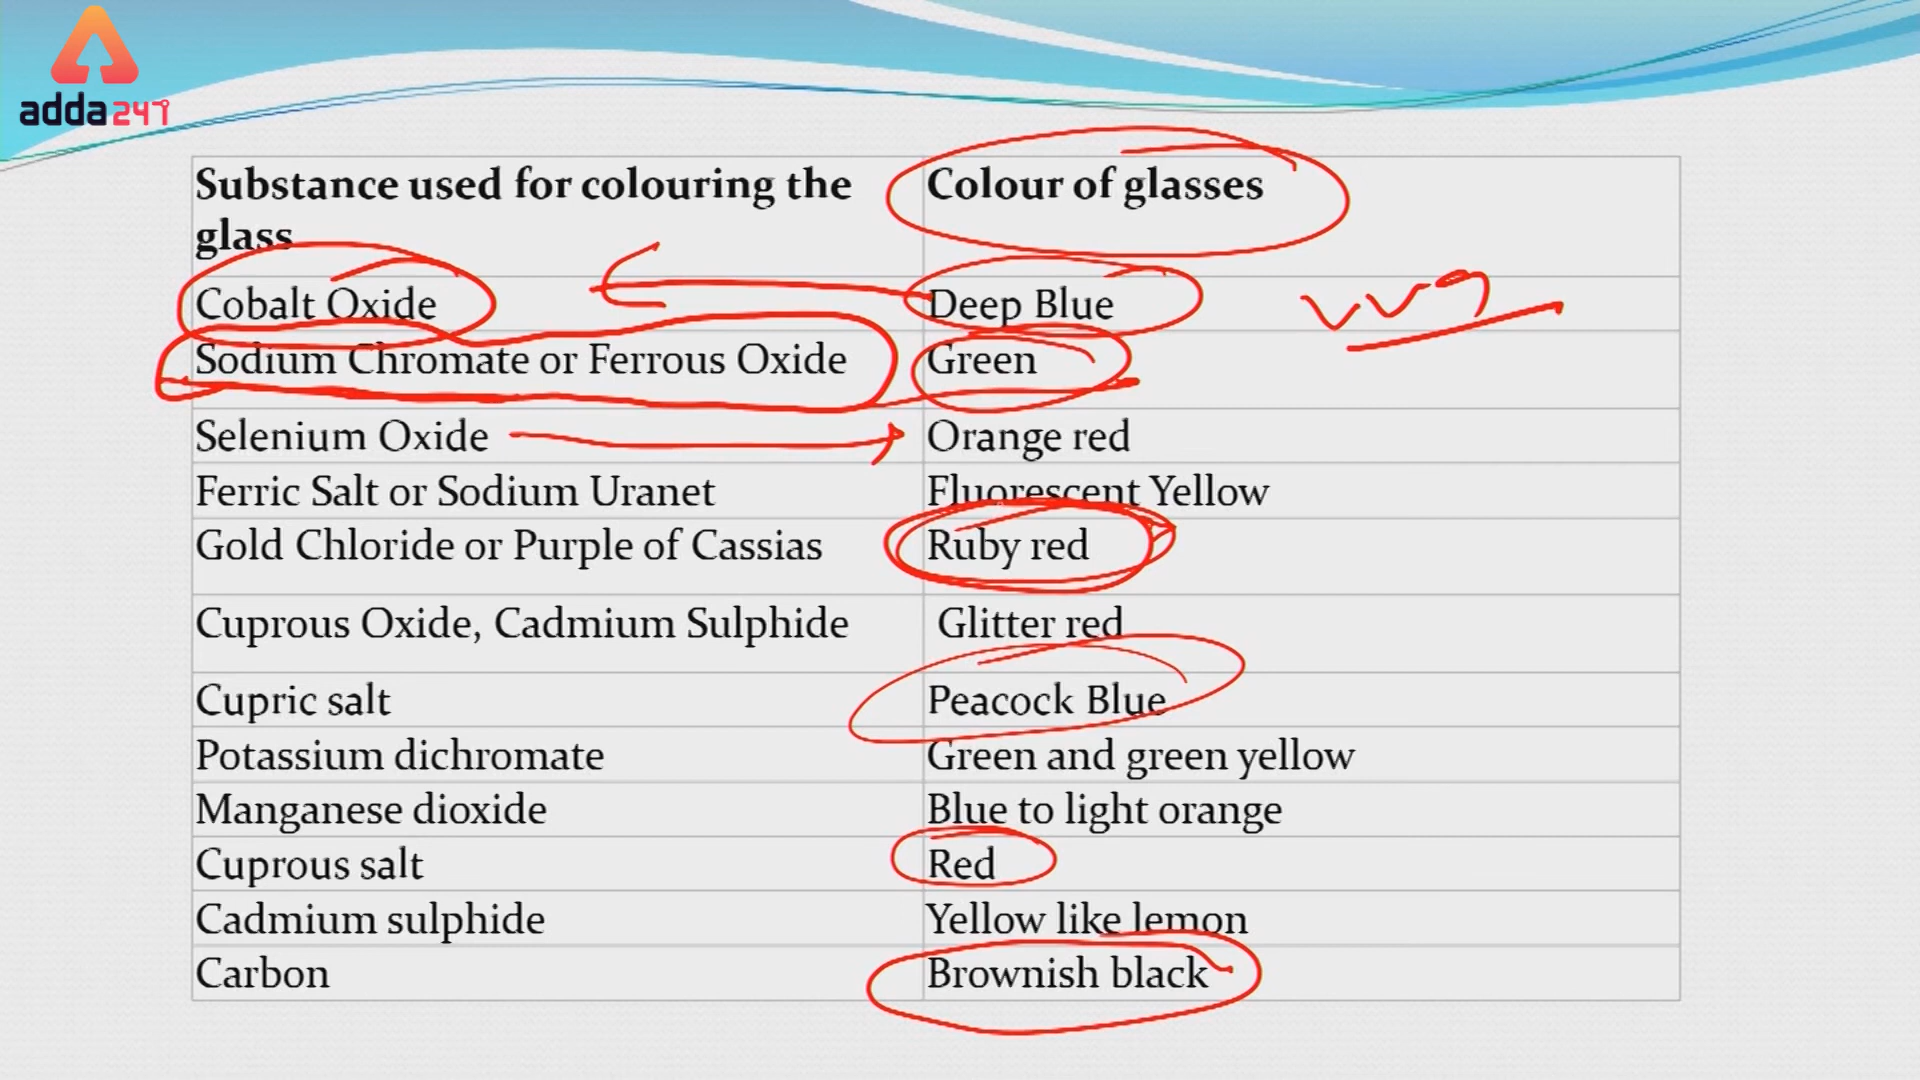 adda247
Substance used for colouring the
glass
Colour of glasses
Cobalt Oxide
Deep Blue
Sodium Chromate or Ferrous Oxide
Green
Selenium Oxide
Orange red
Ferric Salt or Sodium Uranet
Fluorescent Yellow
Gold Chloride or Purple of Cassias
Ruby red
Cuprous Oxide, Cadmium Sulphide
Glitter red
Cupric salt
Peacock Blue
Potassium dichromate
Green and green yellow
Manganese dioxide
Blue to light orange
Cuprous salt
Red
Cadmium sulphide
Yellow like lemon
Carbon
Brownish black